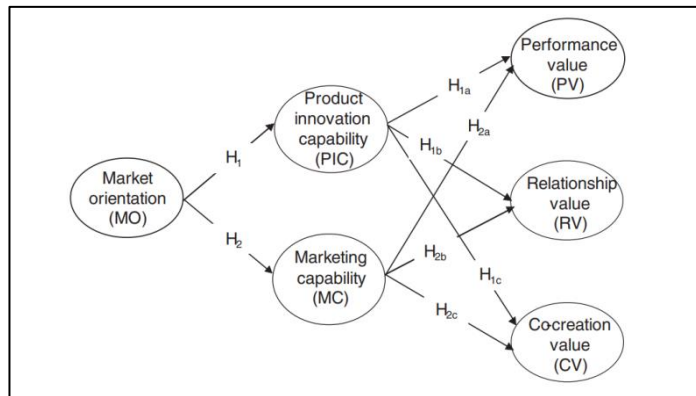 Performance
value
(PV)
H1a
Product
innovation
capability
(PIC)
H2a
H1
H1b
Market
orientation
(MO)
Relationship
value
(RV)
H2
Marketing
capability
(MC)
H2b
H1c
H2c
Co-creation
value
(CV)